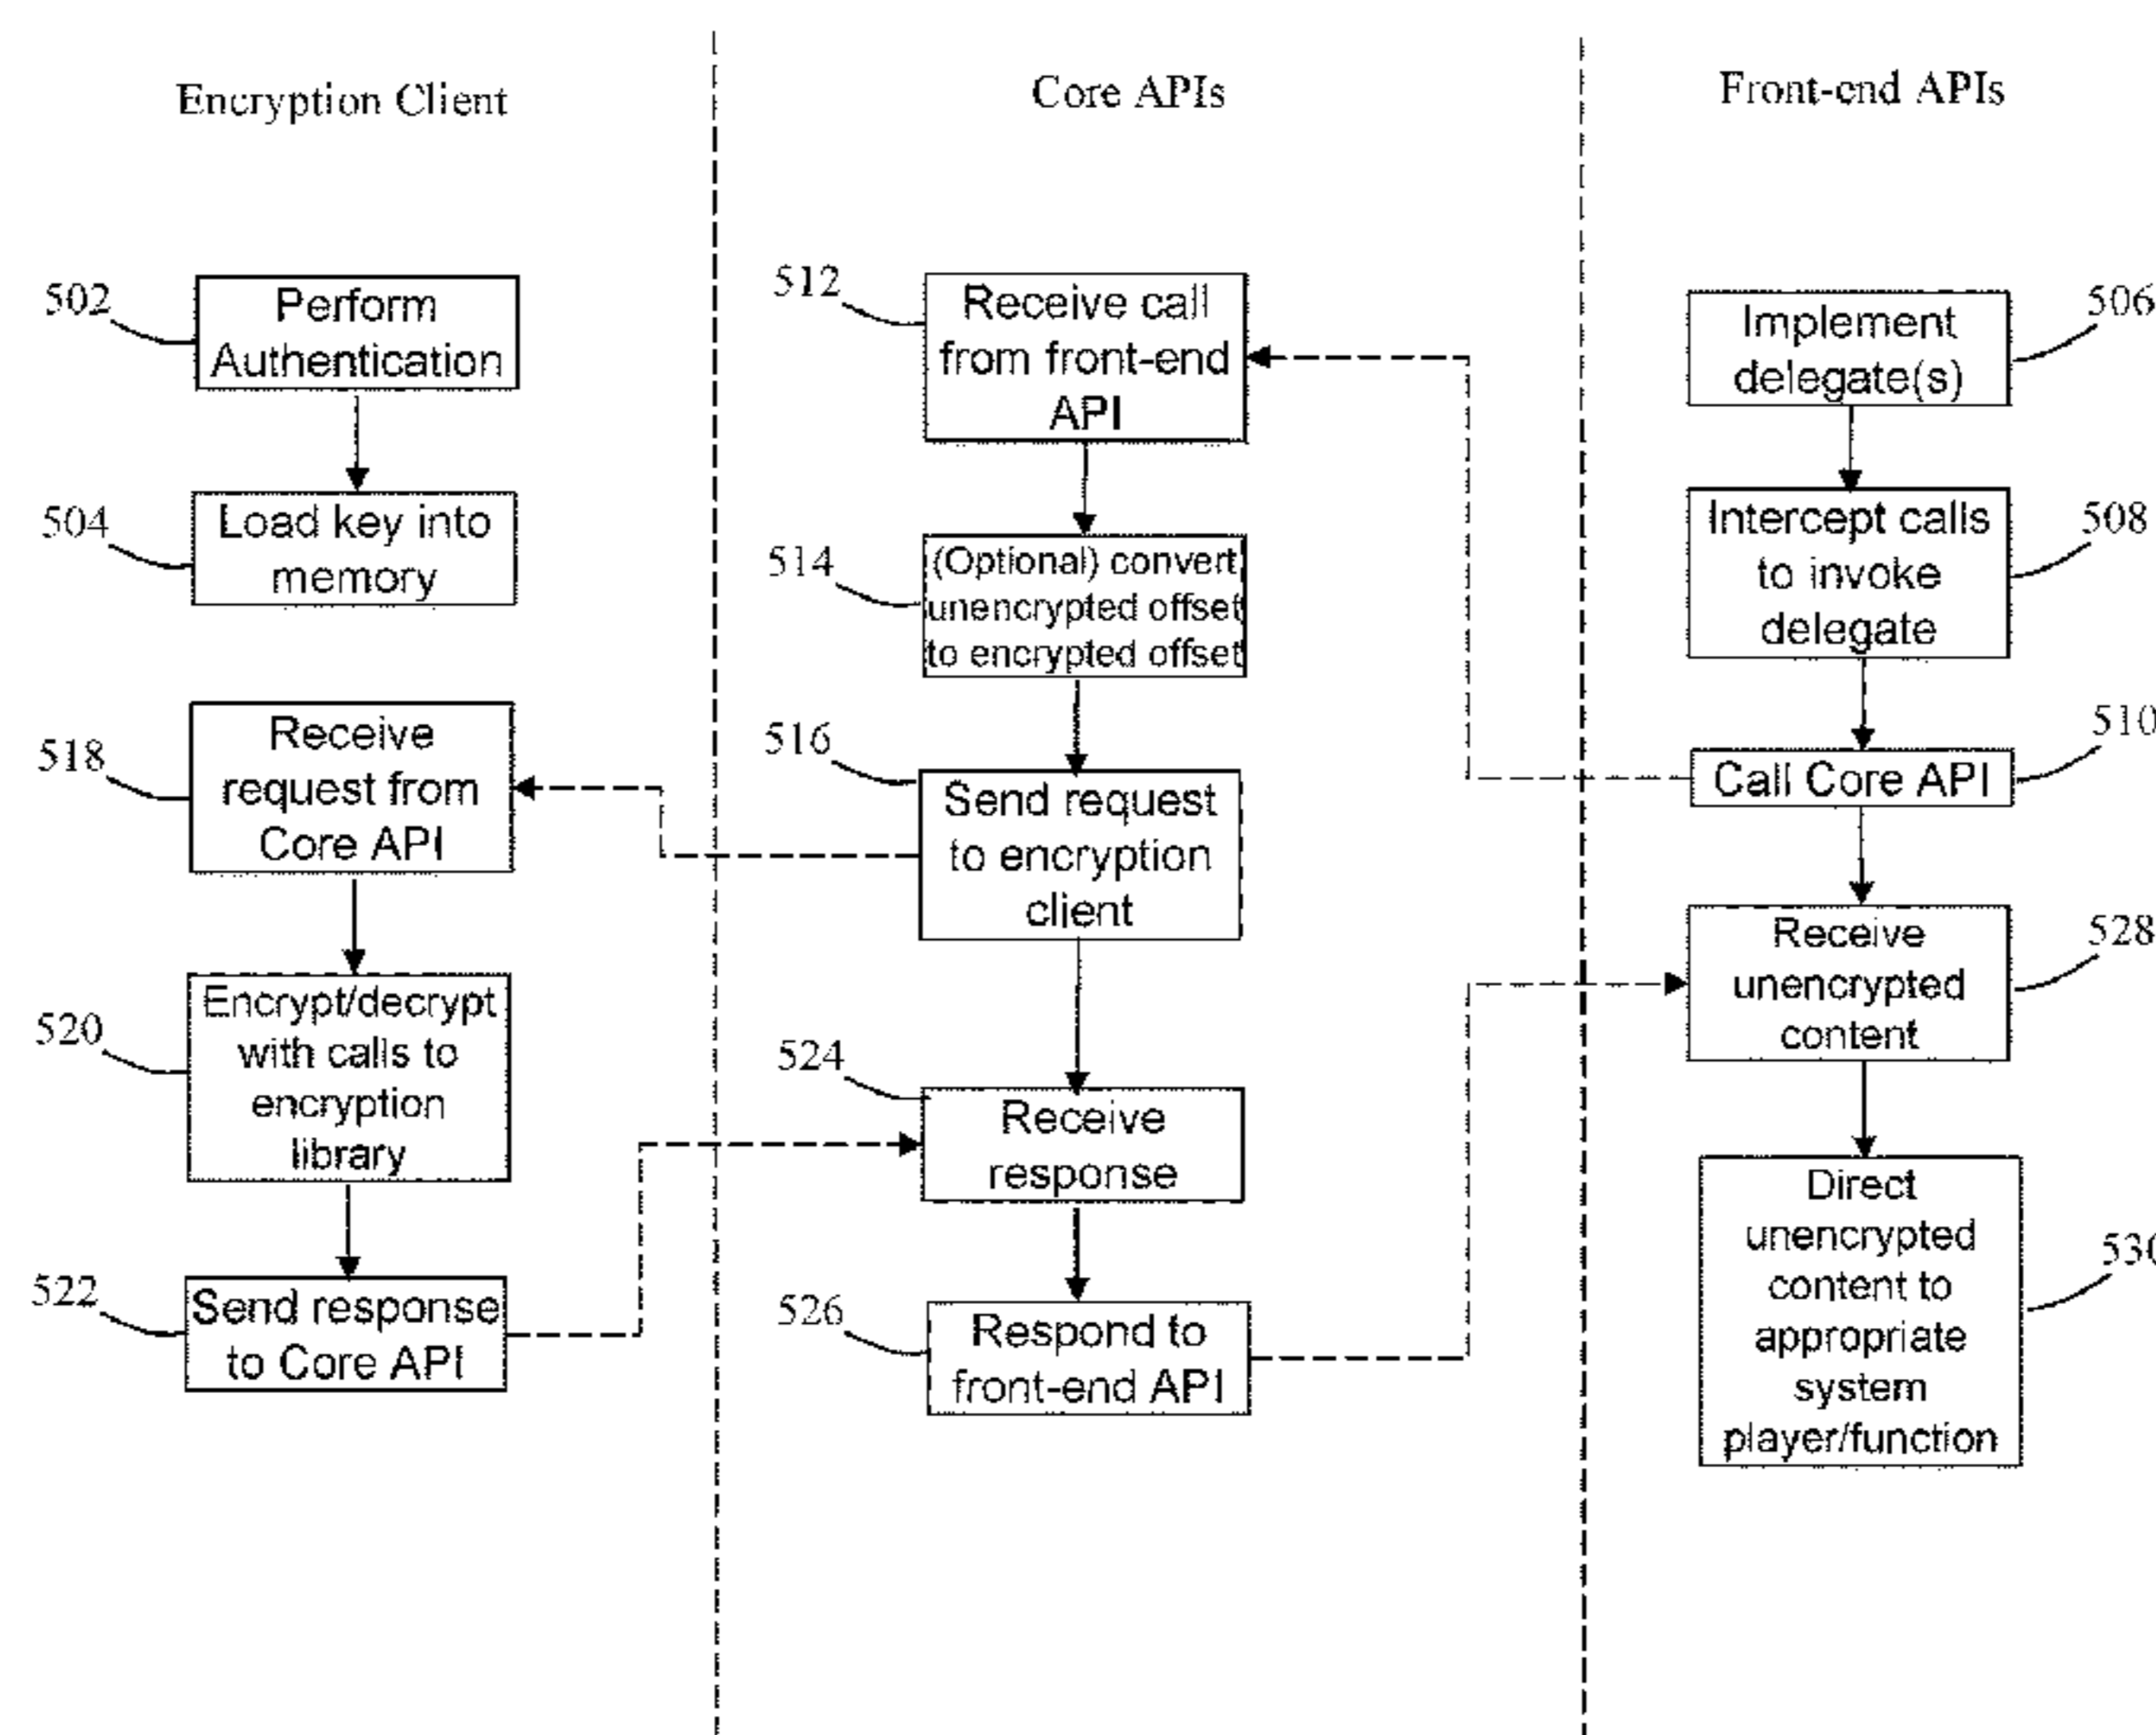 Encryption Client
Core APIs
Front-end APIs
502
Perform
Authentication
504
Load key into
memory
518
Receive
request from
Core API
520
Encrypt/decrypt
with calls to
encryption
library
522
Send response
to Core API
512
Receive call
from front-end
API
514
(Optional) convert
unencrypted offset
to encrypted offset
516
Send request
to encryption
client
524
Receive
response
526
Respond to
front-end API
506
Implement
delegate(s)
508
Intercept calls
to invoke
delegate
510
Call Core API
528
Receive
unencrypted
content
530
Direct
unencrypted
content to
appropriate
system
player/function